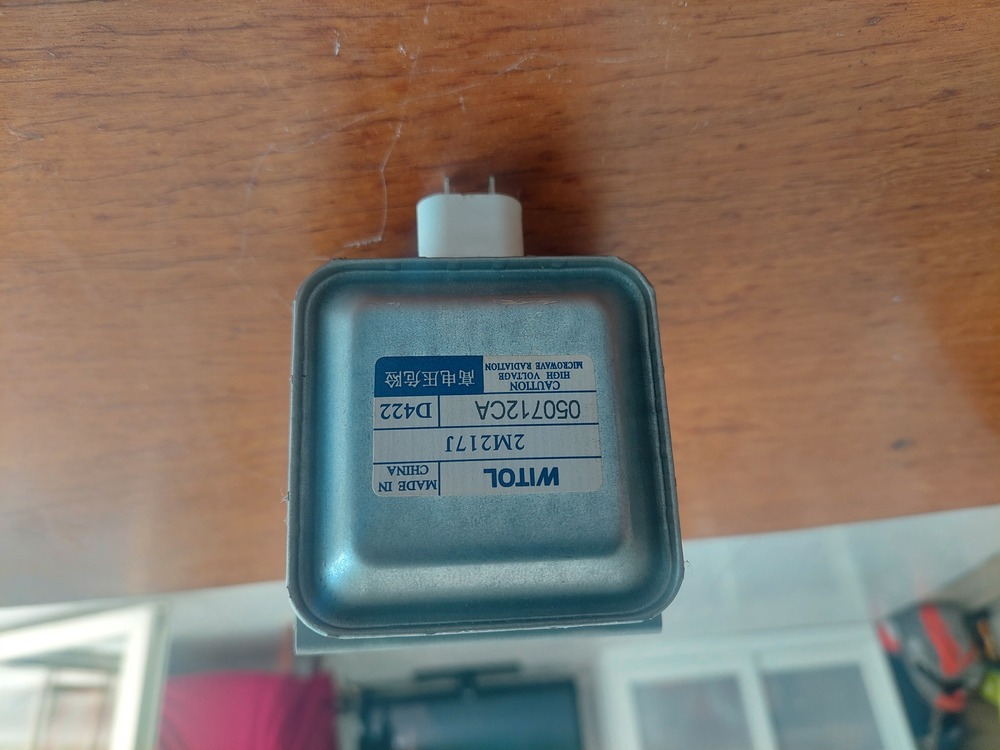 WITOL MADE IN CHINA
2M217J
050712CA D422
CAUTION
HIGH VOLTAGE
MICROWAVE RADIATION
高电压危险